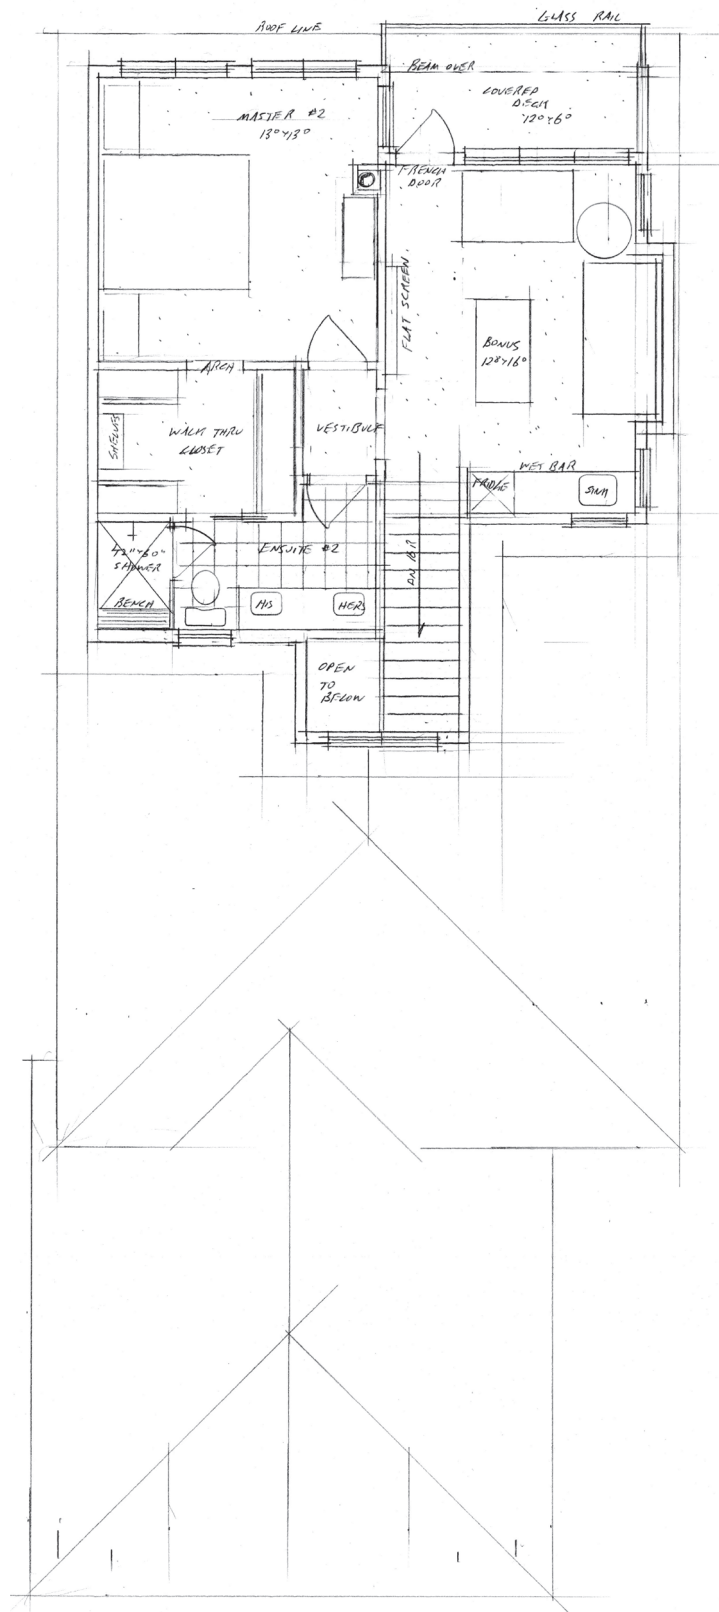 GLASS RAIL
ROOF LINE
BEAM OVER
COVERED
DECK
12⁰x6⁰
MASTER #2
13⁰x13⁰
FRENCH
DOOR
FLAT SCREEN
BONUS
12⁸x16⁰
ARCH
SHELVES
WALK THRU
CLOSET
VESTIBULE
WET BAR
FRIDGE
SINK
42"x60"
SHOWER
ENSUITE #2
BENCH
HIS
HERS
OPEN
TO
BELOW